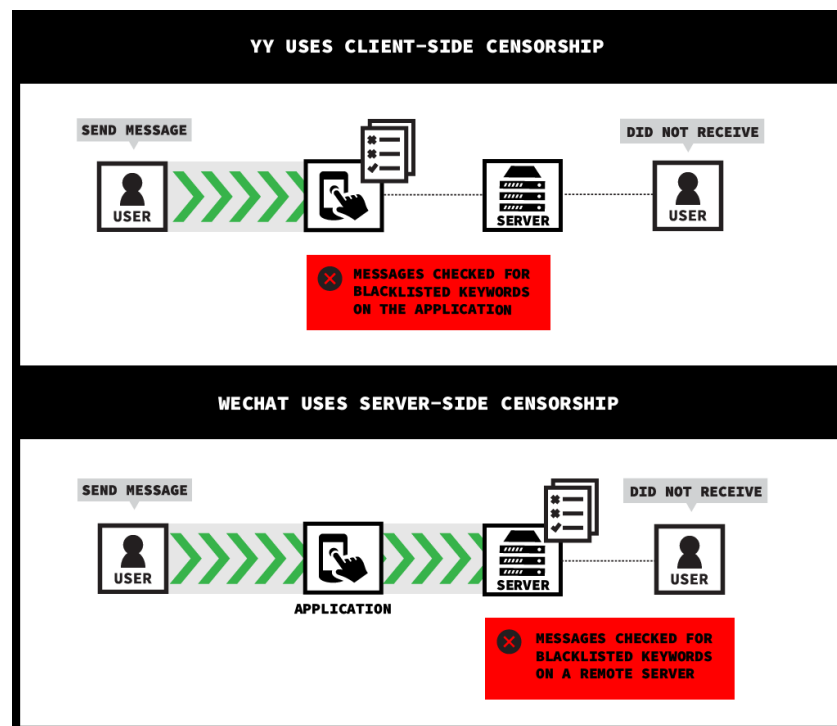 YY USES CLIENT-SIDE CENSORSHIP
SEND MESSAGE
DID NOT RECEIVE
USER
SERVER
USER
MESSAGES CHECKED FOR
BLACKLISTED KEYWORDS
ON THE APPLICATION
WECHAT USES SERVER-SIDE CENSORSHIP
SEND MESSAGE
DID NOT RECEIVE
USER
SERVER
USER
APPLICATION
MESSAGES CHECKED FOR
BLACKLISTED KEYWORDS
ON A REMOTE SERVER